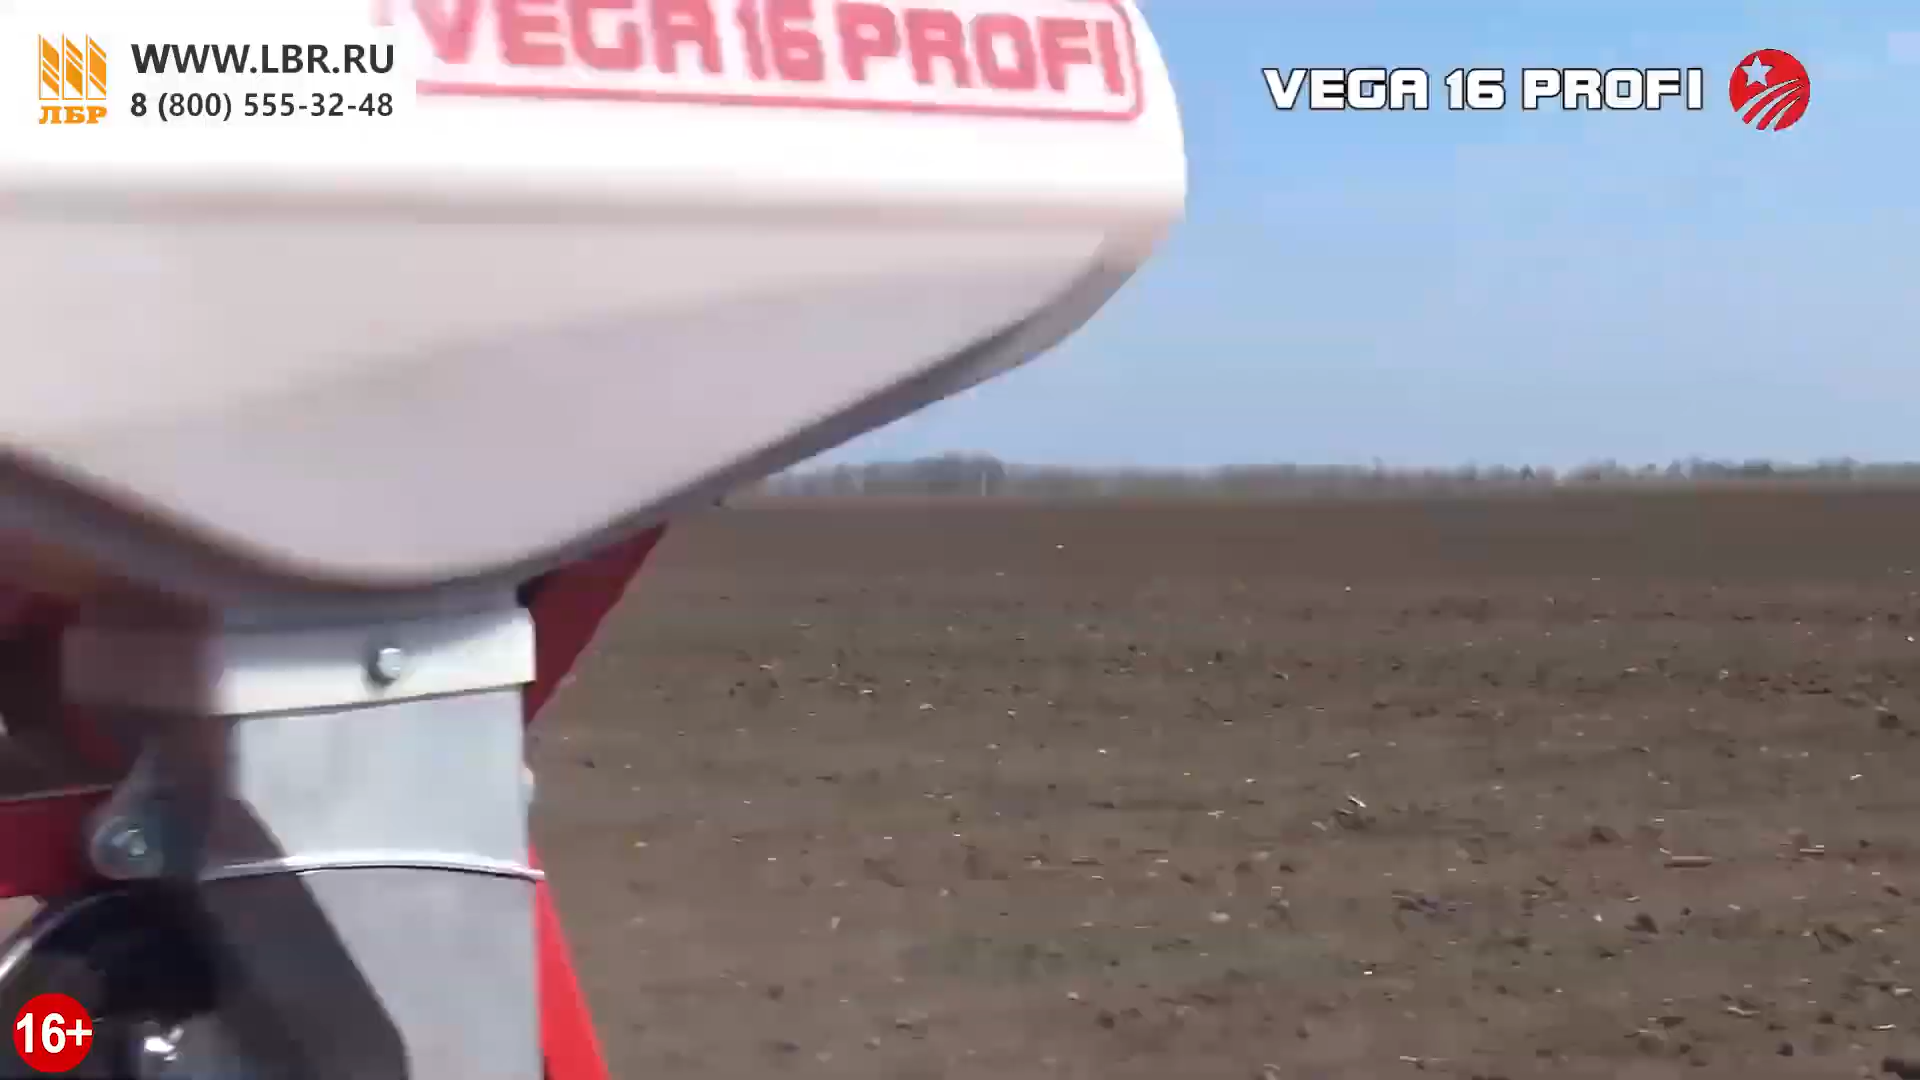 WWW.LBR.RU
8 (800) 555-32-48
ЛБР
VEGA 16 PROFI
VEGA 16 PROFI
16+